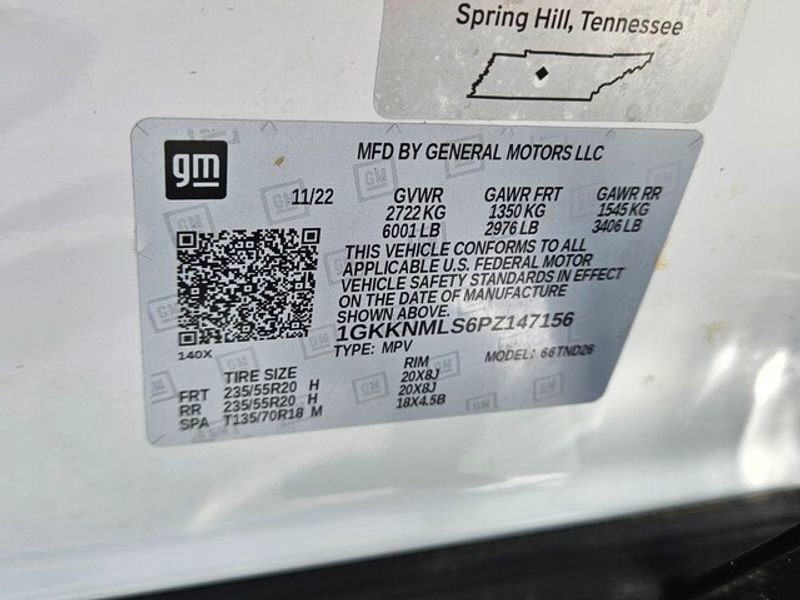 Spring Hill, Tennessee
gm
MFD BY GENERAL MOTORS LLC
11/22 GVWR GAWR FRT GAWR RR
2722 KG 1350 KG 1545 KG
6001 LB 2976 LB 3406 LB
THIS VEHICLE CONFORMS TO ALL
APPLICABLE U.S. FEDERAL MOTOR
VEHICLE SAFETY STANDARDS IN EFFECT
ON THE DATE OF MANUFACTURE
SHOWN ABOVE.
1GKKNMLS6PZ147156
140X
TYPE: MPV MODEL: 66TND26
TIRE SIZE RIM
FRT 235/55R20 H 20X8J
RR 235/55R20 H 20X8J
SPA T135/70R18 M 18X4.5B